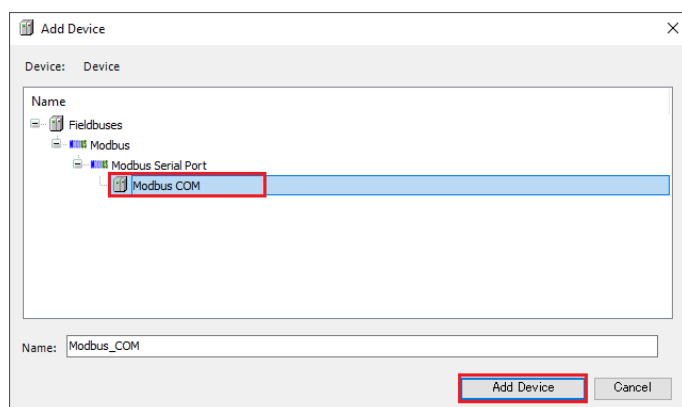 Add Device
Device: Device
Name
Fieldbuses
Modbus
Modbus Serial Port
Modbus COM
Name: Modbus_COM
Add Device Cancel